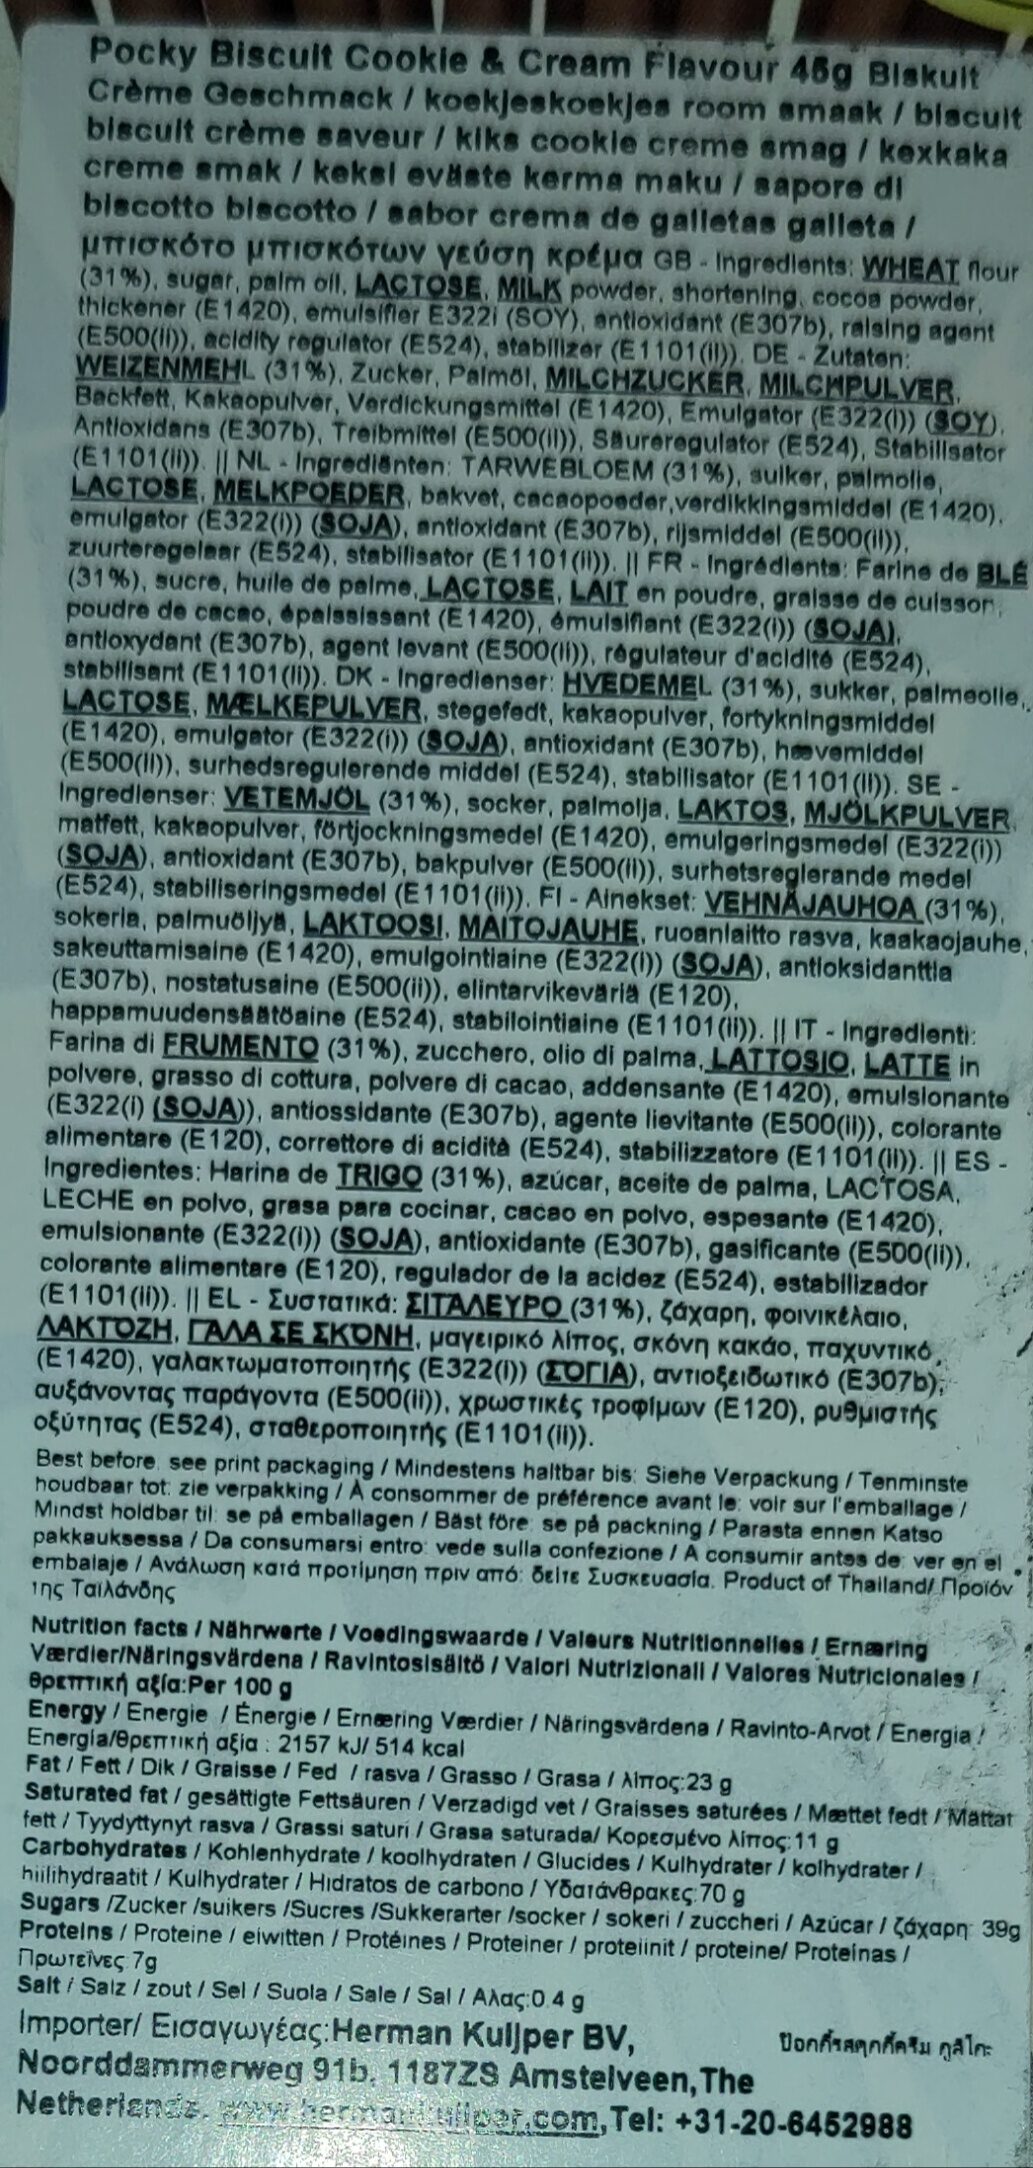 Pocky Biscuit Cookie & Cream Flavour 45g Biskuit
Crème Geschmack / koekjeskoekjes room smaak / biscuit
biscuit crème saveur / kiks cookie creme smag / kexkaka
creme smak / keksi eväste kerma maku / sapore di
biscotto biscotto / sabor crema de galletas galleta /
μπισκότο μπισκότων γεύση κρέμα GB - Ingredients: WHEAT flour
(31%), sugar, palm oil, LACTOSE, MILK powder, shortening, cocoa powder,
thickener (E1420), emulsifier E322i (SOY), antioxidant (E307b), raising agent
(E500(ii)), acidity regulator (E524), stabilizer (E1101(ii)). DE - Zutaten:
WEIZENMEHL (31%), Zucker, Palmöl, MILCHZUCKER, MILCHPULVER,
Backfett, Kakaopulver, Verdickungsmittel (E1420), Emulgator (E322(i)) (SOY),
Antioxidans (E307b), Treibmittel (E500(ii)), Säureregulator (E524), Stabilisator
(E1101(ii)). || NL - Ingrediënten: TARWEBLOEM (31%), suiker, palmolie,
LACTOSE, MELKPOEDER, bakvet, cacaopoeder,verdikkingsmiddel (E1420),
emulgator (E322(i)) (SOJA), antioxidant (E307b), rijsmiddel (E500(ii)),
zuurteregelaar (E524), stabilisator (E1101(ii)). || FR - Ingrédients: Farine de BLÉ
(31%), sucre, huile de palme, LACTOSE, LAIT en poudre, graisse de cuisson,
poudre de cacao, épaississant (E1420), émulsifiant (E322(i)) (SOJA),
antioxydant (E307b), agent levant (E500(ii)), régulateur d'acidité (E524),
stabilisant (E1101(ii)). DK - Ingredienser: HVEDEMEL (31%), sukker, palmeolie,
LACTOSE, MÆLKEPULVER, stegefedt, kakaopulver, fortykningsmiddel
(E1420), emulgator (E322(i)) (SOJA), antioxidant (E307b), hævemiddel
(E500(ii)), surhedsregulerende middel (E524), stabilisator (E1101(ii)). SE -
Ingredienser: VETEMJÖL (31%), socker, palmolja, LAKTOS, MJÖLKPULVER,
matfett, kakaopulver, förtjockningsmedel (E1420), emulgeringsmedel (E322(i))
(SOJA), antioxidant (E307b), bakpulver (E500(ii)), surhetsreglerande medel
(E524), stabiliseringsmedel (E1101(ii)). FI - Ainekset: VEHNÄJAUHOA (31%),
sokeria, palmuöljyä, LAKTOOSI, MAITOJAUHE, ruoanlaitto rasva, kaakaojauhe,
sakeuttamisaine (E1420), emulgointiaine (E322(i)) (SOJA), antioksidanttia
(E307b), nostatusaine (E500(ii)), elintarvikeväriä (E120),
happamuudensäätöaine (E524), stabilointiaine (E1101(ii)). || IT - Ingredienti:
Farina di FRUMENTO (31%), zucchero, olio di palma, LATTOSIO, LATTE in
polvere, grasso di cottura, polvere di cacao, addensante (E1420), emulsionante
(E322(i) (SOJA)), antiossidante (E307b), agente lievitante (E500(ii)), colorante
alimentare (E120), correttore di acidità (E524), stabilizzatore (E1101(ii)). || ES -
Ingredientes: Harina de TRIGO (31%), azúcar, aceite de palma, LACTOSA,
LECHE en polvo, grasa para cocinar, cacao en polvo, espesante (E1420),
emulsionante (E322(i)) (SOJA), antioxidante (E307b), gasificante (E500(ii)),
colorante alimentare (E120), regulador de la acidez (E524), estabilizador
(E1101(ii)). || EL - Συστατικά: ΣΙΤΑΛΕΥΡΟ (31%), ζάχαρη, φοινικέλαιο,
ΛΑΚΤΌΖΗ, ΓΑΛΑ ΣΕ ΣΚΌΝΗ, μαγειρικό λίπος, σκόνη κακάο, παχυντικό
(E1420), γαλακτωματοποιητής (E322(i)) (ΣΟΓΙΑ), αντιοξειδωτικό (E307b),
αυξάνοντας παράγοντα (E500(ii)), χρωστικές τροφίμων (E120), ρυθμιστής
οξύτητας (E524), σταθεροποιητής (E1101(ii)).
Best before: see print packaging / Mindestens haltbar bis: Siehe Verpackung / Tenminste
houdbaar tot: zie verpakking / À consommer de préférence avant le: voir sur l'emballage /
Mindst holdbar til: se på emballagen / Bäst före: se på packning / Parasta ennen Katso
pakkauksessa / Da consumarsi entro: vede sulla confezione / A consumir antes de: ver en el
embalaje / Ανάλωση κατά προτίμηση πριν από: δείτε Συσκευασία. Product of Thailand/ Προϊόν
της Ταϊλάνδης
Nutrition facts / Nährwerte / Voedingswaarde / Valeurs Nutritionnelles / Ernæring
Værdier/Näringsvärdena / Ravintosisältö / Valori Nutrizionali / Valores Nutricionales /
θρεπτική αξία:Per 100 g
Energy / Energie / Énergie / Ernæring Værdier / Näringsvärdena / Ravinto-Arvot / Energia /
Energía/θρεπτική αξία : 2157 kJ/ 514 kcal
Fat / Fett / Dik / Graisse / Fed / rasva / Grasso / Grasa / λίπος:23 g
Saturated fat / gesättigte Fettsäuren / Verzadigd vet / Graisses saturées / Mættet fedt / Mättat
fett / Tyydyttynyt rasva / Grassi saturi / Grasa saturada/ Κορεσμένο λίπος:11 g
Carbohydrates / Kohlenhydrate / koolhydraten / Glucides / Kulhydrater / kolhydrater /
hiilihydraatit / Kulhydrater / Hidratos de carbono / Υδατάνθρακες:70 g
Sugars /Zucker /suikers /Sucres /Sukkerarter /socker / sokeri / zuccheri / Azúcar / ζάχαρη: 39g
Proteins / Proteine / eiwitten / Protéines / Proteiner / proteiinit / proteine/ Proteínas /
Πρωτεΐνες:7g
Salt / Salz / zout / Sel / Suola / Sale / Sal / Αλας:0.4 g
Importer/ Εισαγωγέας:Herman Kuijper BV,
ป๊อกกี้รสคุกกี้ครีม กูลิโกะ
Noorddammerweg 91b, 1187ZS Amstelveen,The
Netherlands. www.hermankuijper.com,Tel: +31-20-6452988